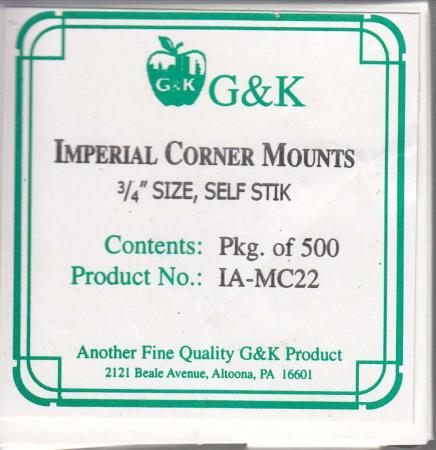 G&K
G&K
IMPERIAL CORNER MOUNTS
3/4" SIZE, SELF STIK
Contents: Pkg. of 500
Product No.: IA-MC22
Another Fine Quality G&K Product
2121 Beale Avenue, Altoona, PA 16601